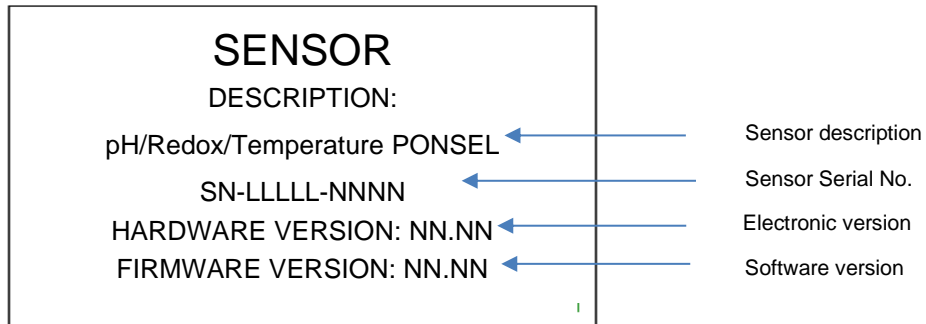 SENSOR
DESCRIPTION:
pH/Redox/Temperature PONSEL
SN-LLLLL-NNNN
HARDWARE VERSION: NN.NN
FIRMWARE VERSION: NN.NN
Sensor description
Sensor Serial No.
Electronic version
Software version